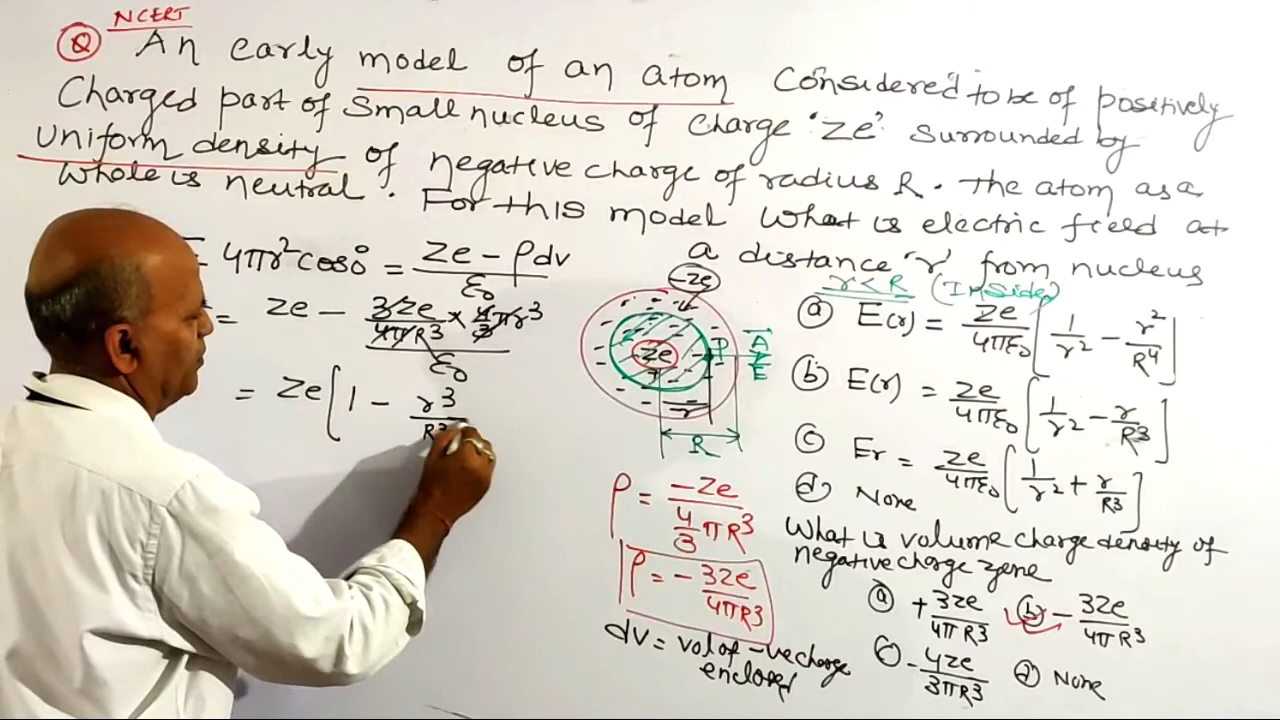 NCERT
Q An early model of an atom Considered to be of positively
Charged part of small nucleus of charge 'Ze' surrounded by
uniform density of negative charge of radius R. The atom as a
whole is neutral. For this model what is electric field at
a distance 'r' from nucleus
4πr² cos0° = Ze - ρdv / ε₀
= Ze - 3Ze/4πR³ × 4/3 πr³ / ε₀
= Ze [ 1 - r³/R³
-Ze
Ze
P
A
E
r
R
ρ = -Ze / 4/3 πR³
ρ = - 3Ze / 4πR³
dv = vol of -ve charge
enclosed
r < R (Inside)
a E(r) = Ze/4πε₀ [ 1/r² - r²/R⁴ ]
b E(r) = Ze/4πε₀ [ 1/r² - r/R³ ]
c Er = Ze/4πε₀ [ 1/r² + r/R³ ]
d None
What is volume charge density of
negative charge zene
a + 3Ze/4πR³ b - 3Ze/4πR³
c - 4Ze/3πR³ d None